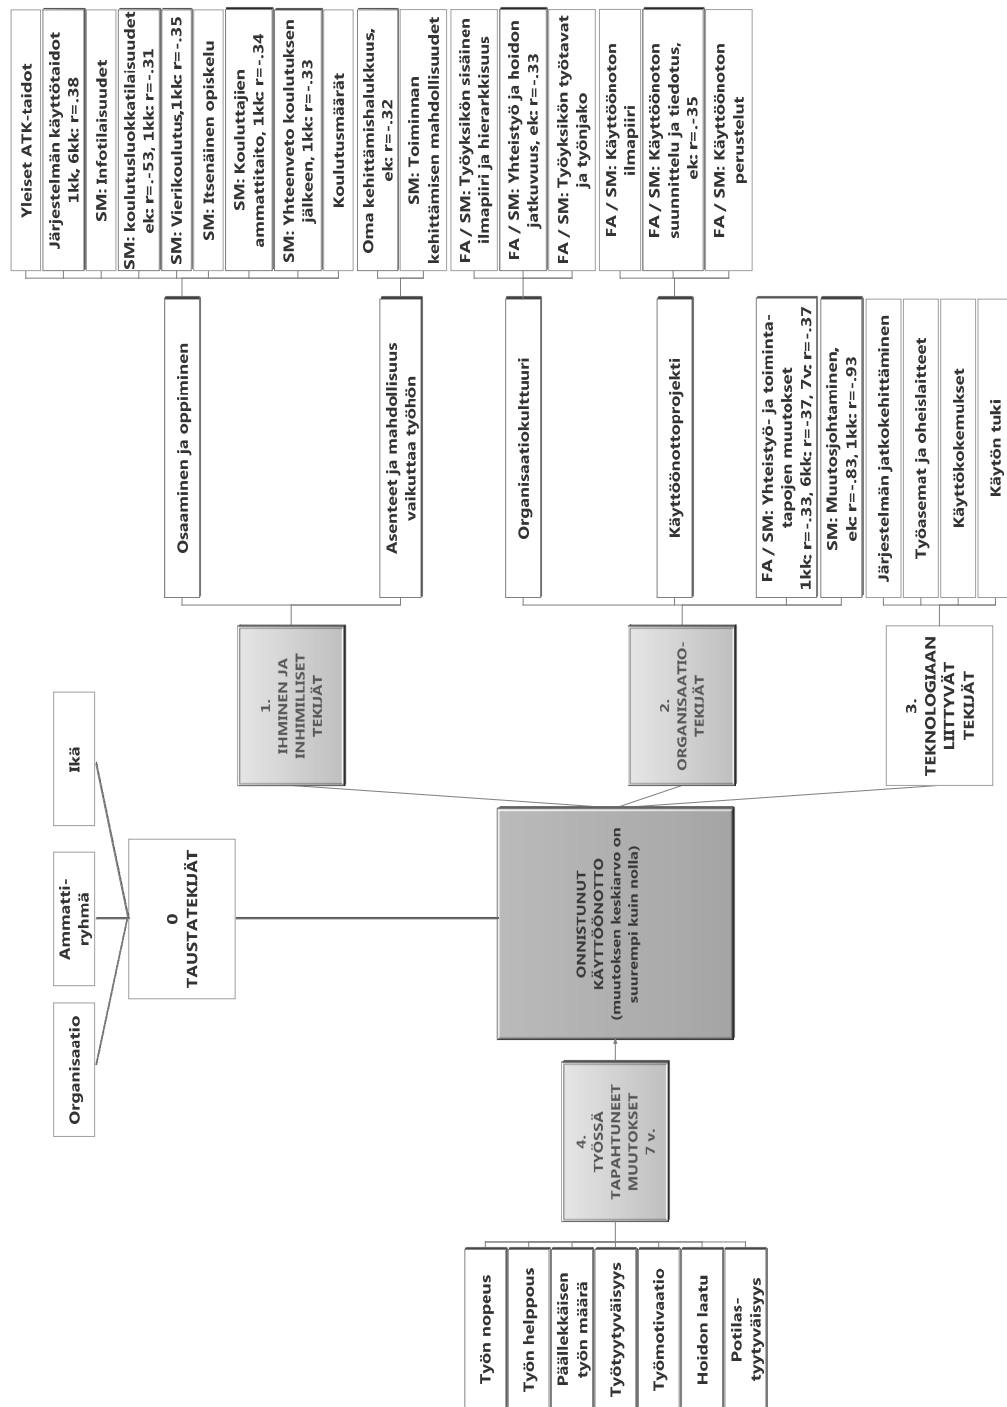 Organisaatio
Ammatti-
ryhmä
Ikä
0
TAUSTATEKIJÄT
Työn nopeus
Työn helppous
Päällekkäisen
työn määrä
Työtyytyväisyys
Työmotivaatio
Hoidon laatu
Potilas-
tyytyväisyys
4.
TYÖSSÄ
TAPAHTUNEET
MUUTOKSET
7 v.
ONNISTUNUT
KÄYTTÖÖNOTTO
(muutoksen keskiarvo on
suurempi kuin nolla)
1.
IHMINEN JA
INHIMILLISET
TEKIJÄT
Osaaminen ja oppiminen
Yleiset ATK-taidot
Järjestelmän käyttötaidot
1kk, 6kk: r=.38
SM: Infotilaisuudet
SM: koulutusluokkatilaisuudet
ek: r=.-53, 1kk: r=-.31
SM: Vierikoulutus,1kk: r=-.35
SM: Itsenäinen opiskelu
SM: Kouluttajien
ammattitaito, 1kk: r=-.34
SM: Yhteenveto koulutuksen
jälkeen, 1kk: r=-.33
Koulutusmäärät
Asenteet ja mahdollisuus
vaikuttaa työhön
Oma kehittämishalukkuus,
ek: r=-.32
SM: Toiminnan
kehittämisen mahdollisuudet
2.
ORGANISAATIO-
TEKIJÄT
Organisaatiokulttuuri
FA / SM: Työyksikön sisäinen
ilmapiiri ja hierarkkisuus
FA / SM: Yhteistyö ja hoidon
jatkuvuus, ek: r=-.33
FA / SM: Työyksikön työtavat
ja työnjako
Käyttöönottoprojekti
FA / SM: Käyttöönoton
ilmapiiri
FA / SM: Käyttöönoton
suunnittelu ja tiedotus,
ek: r=.-35
FA / SM: Käyttöönoton
perustelut
FA / SM: Yhteistyö- ja toiminta-
tapojen muutokset
1kk: r=-.33, 6kk: r=-37, 7v: r=-.37
SM: Muutosjohtaminen,
ek: r=-.83,1kk: r=-.93
3.
TEKNOLOGIAAN
LIITTYVÄT
TEKIJÄT
Järjestelmän jatkokehittäminen
Työasemat ja oheislaitteet
Käyttökokemukset
Käytön tuki